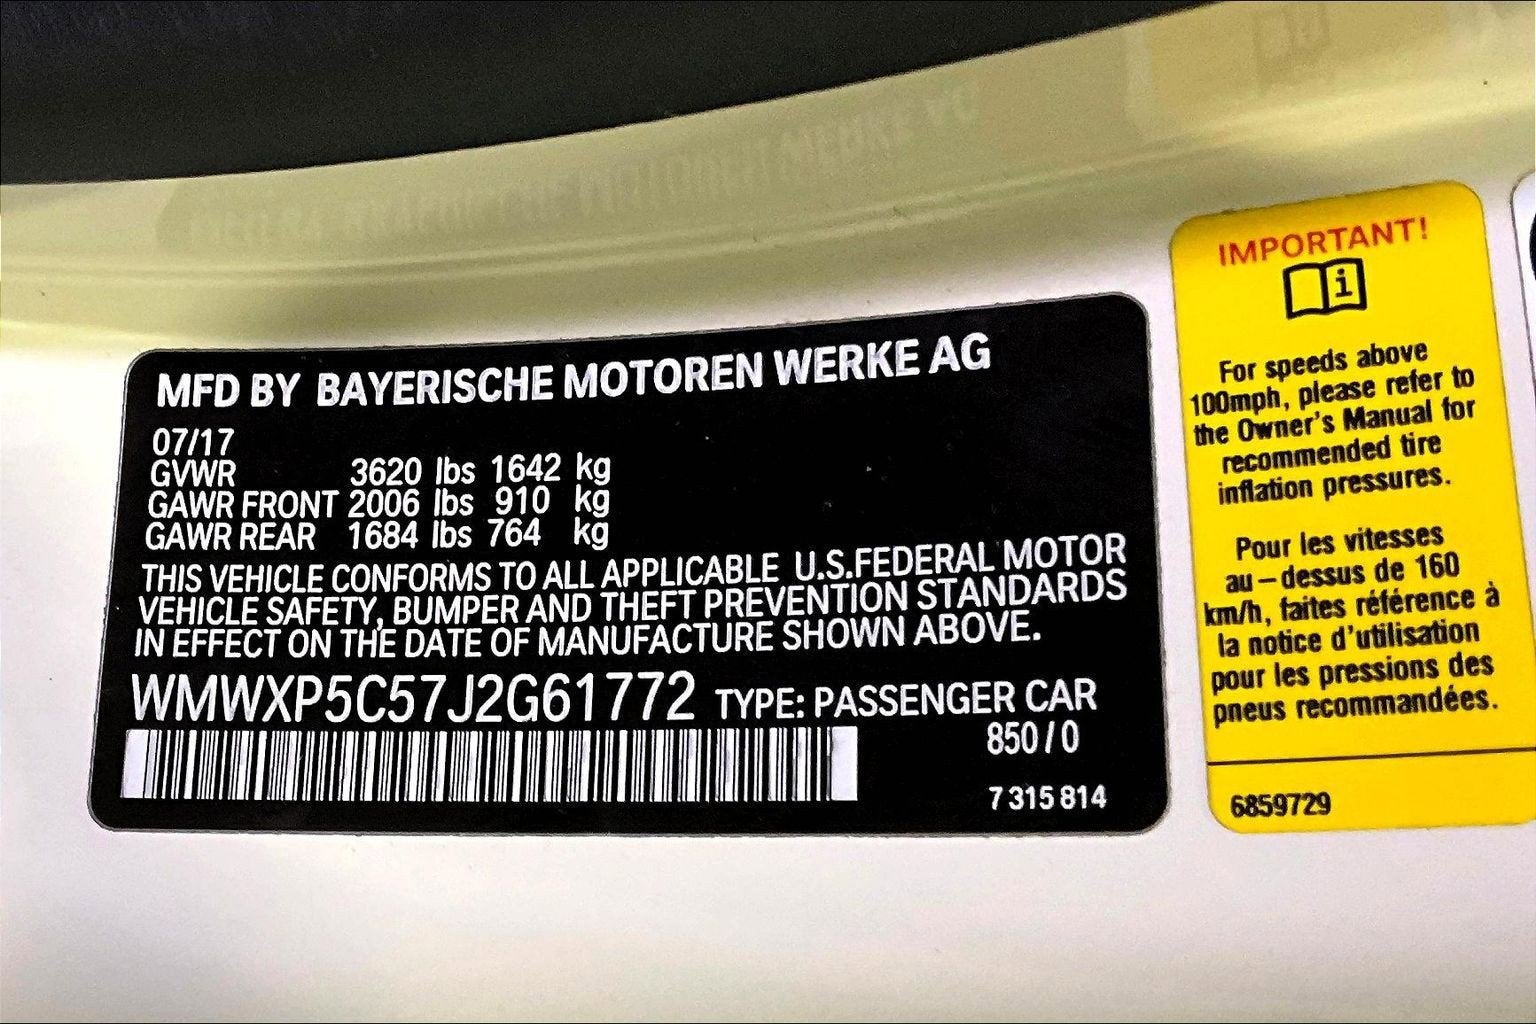 MFD BY BAYERISCHE MOTOREN WERKE AG
07/17
GVWR 3620 lbs 1642 kg
GAWR FRONT 2006 lbs 910 kg
GAWR REAR 1684 lbs 764 kg
THIS VEHICLE CONFORMS TO ALL APPLICABLE U.S.FEDERAL MOTOR
VEHICLE SAFETY, BUMPER AND THEFT PREVENTION STANDARDS
IN EFFECT ON THE DATE OF MANUFACTURE SHOWN ABOVE.
WMWXP5C57J2G61772 TYPE: PASSENGER CAR
850/0
7 315 814
IMPORTANT!
i
For speeds above
100mph, please refer to
the Owner's Manual for
recommended tire
inflation pressures.
Pour les vitesses
au-dessus de 160
km/h, faites référence à
la notice d'utilisation
pour les pressions des
pneus recommandées.
6859729